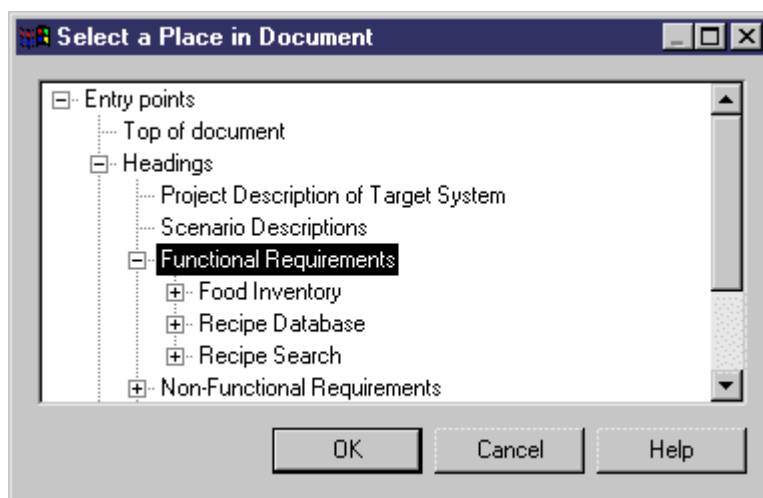 Select a Place in Document
Entry points
Top of document
Headings
Project Description of Target System
Scenario Descriptions
Functional Requirements
Food Inventory
Recipe Database
Recipe Search
Non-Functional Requirements
OK Cancel Help